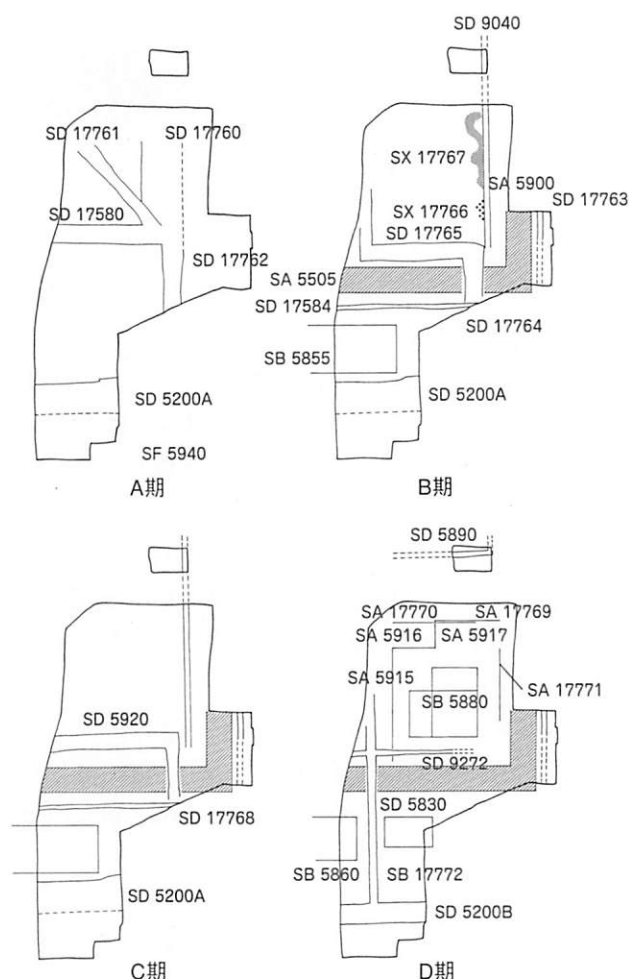 SD 17761
SD 17760
SD 17580
SD 17762
SD 5200A
SF 5940
A期
SD 9040
SX 17767
SA 5900
SD 17763
SX 17766
SD 17765
SA 5505
SD 17584
SD 17764
SB 5855
SD 5200A
B期
SD 5920
SD 17768
SD 5200A
C期
SD 5890
SA 17770
SA 17769
SA 5916
SA 5917
SA 5915
SA 17771
SB 5880
SD 9272
SD 5830
SB 5860
SB 17772
SD 5200B
D期